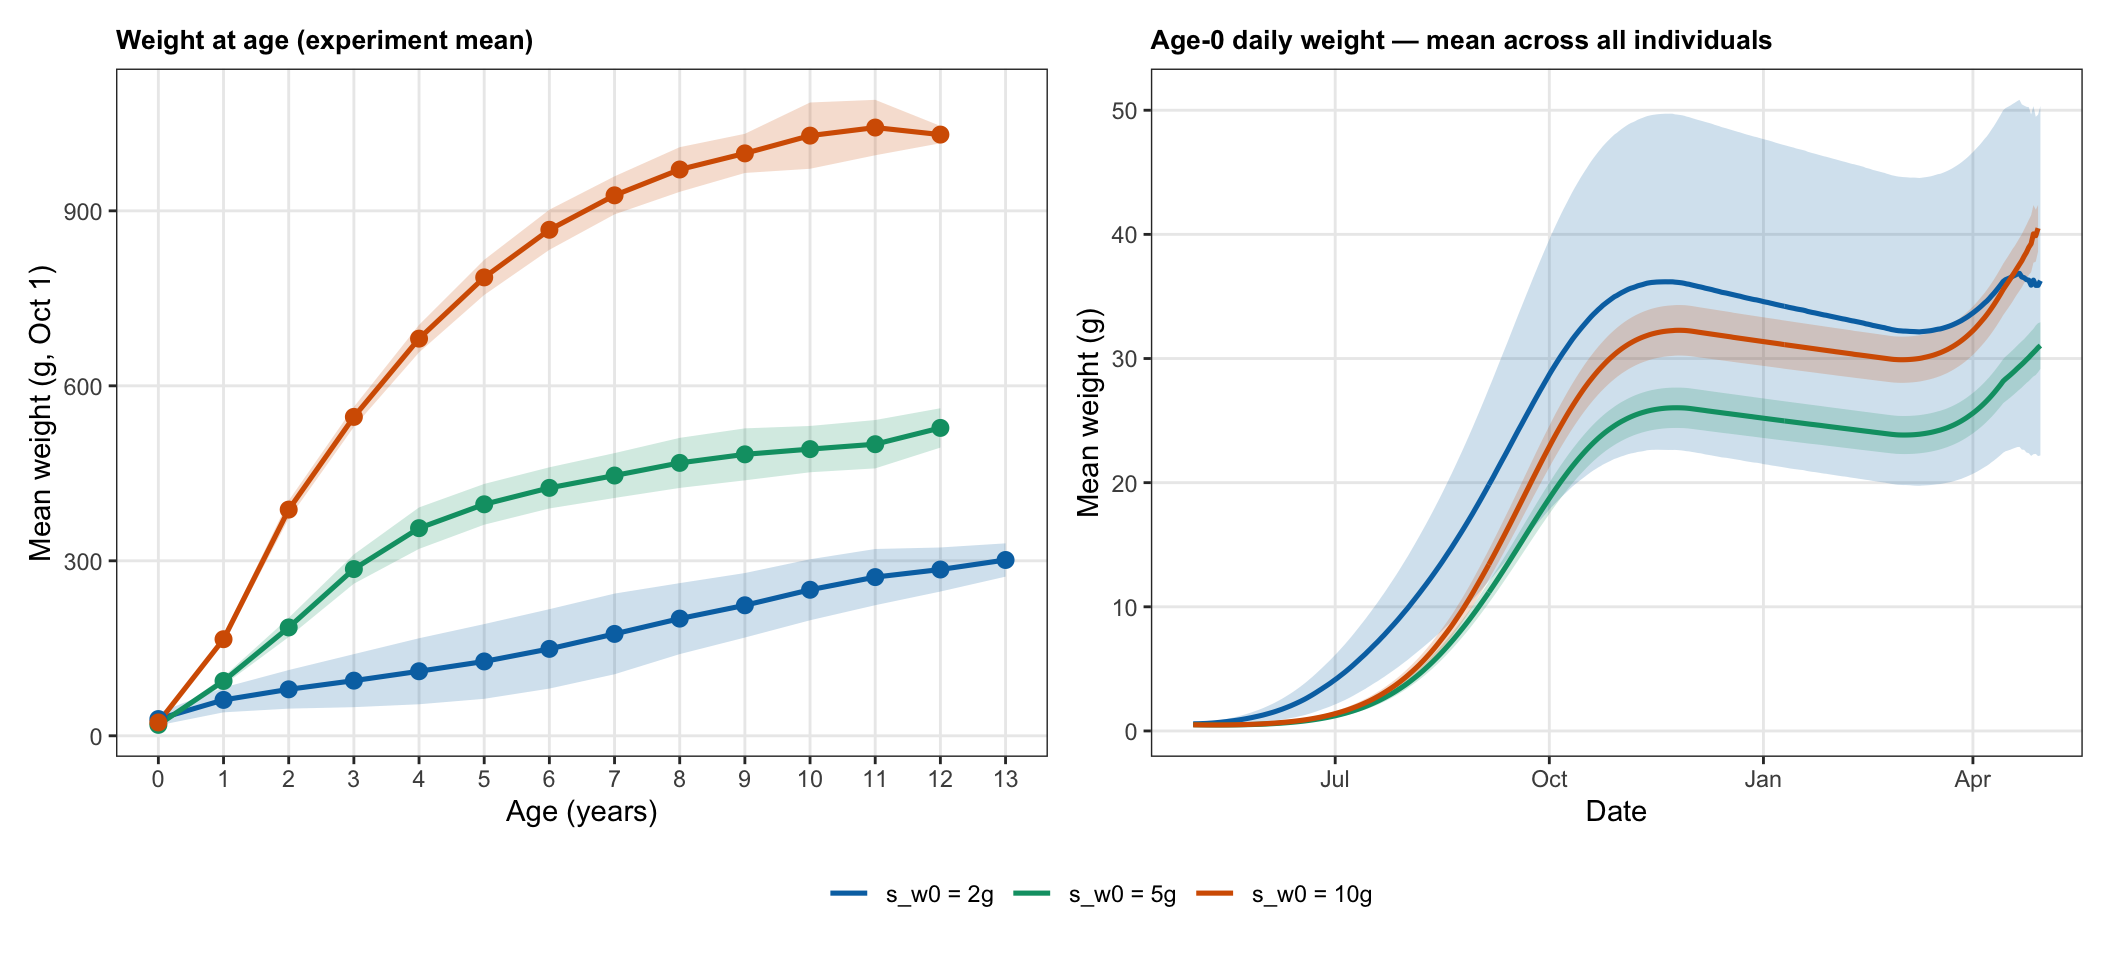 Weight at age (experiment mean)
Mean weight (g, Oct 1)
900
600
300
0
0 1 2 3 4 5 6 7 8 9 10 11 12 13
Age (years)
Age-0 daily weight — mean across all individuals
Mean weight (g)
50
40
30
20
10
0
Jul Oct Jan Apr
Date
s_w0 = 2g s_w0 = 5g s_w0 = 10g